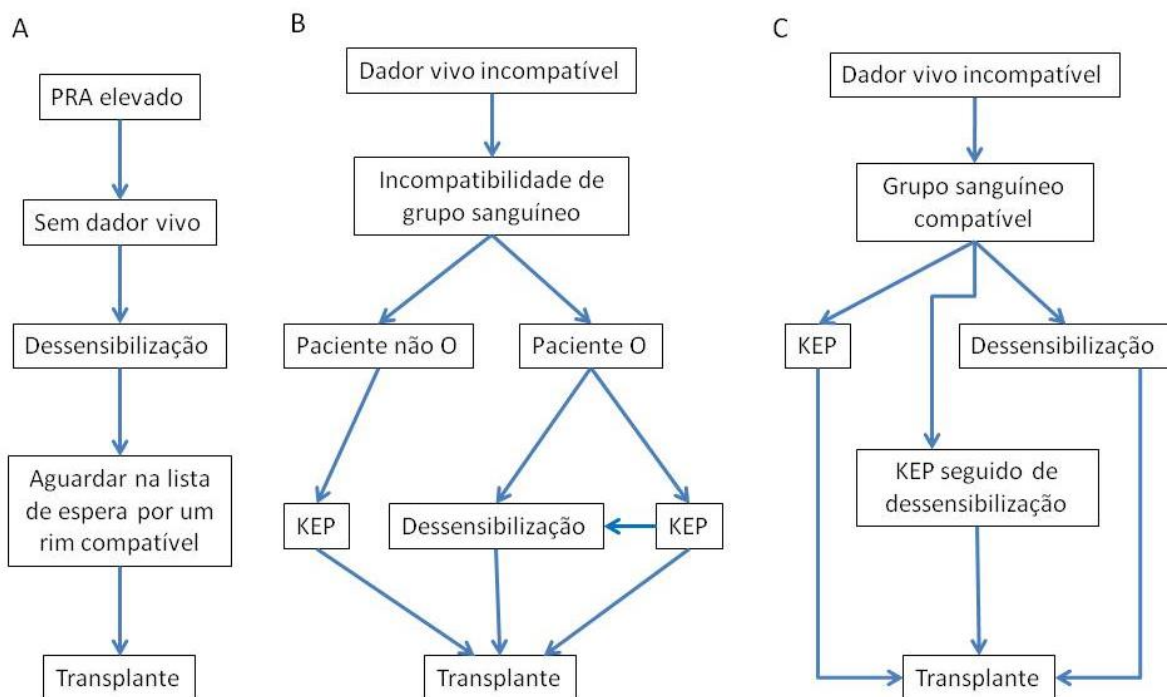 A
PRA elevado
Sem dador vivo
Dessensibilização
Aguardar na lista
de espera por um
rim compatível
Transplante
B
Dador vivo incompatível
Incompatibilidade de
grupo sanguíneo
Paciente não O
Paciente O
KEP
Dessensibilização
KEP
Transplante
C
Dador vivo incompatível
Grupo sanguíneo
compatível
KEP
Dessensibilização
KEP seguido de
dessensibilização
Transplante